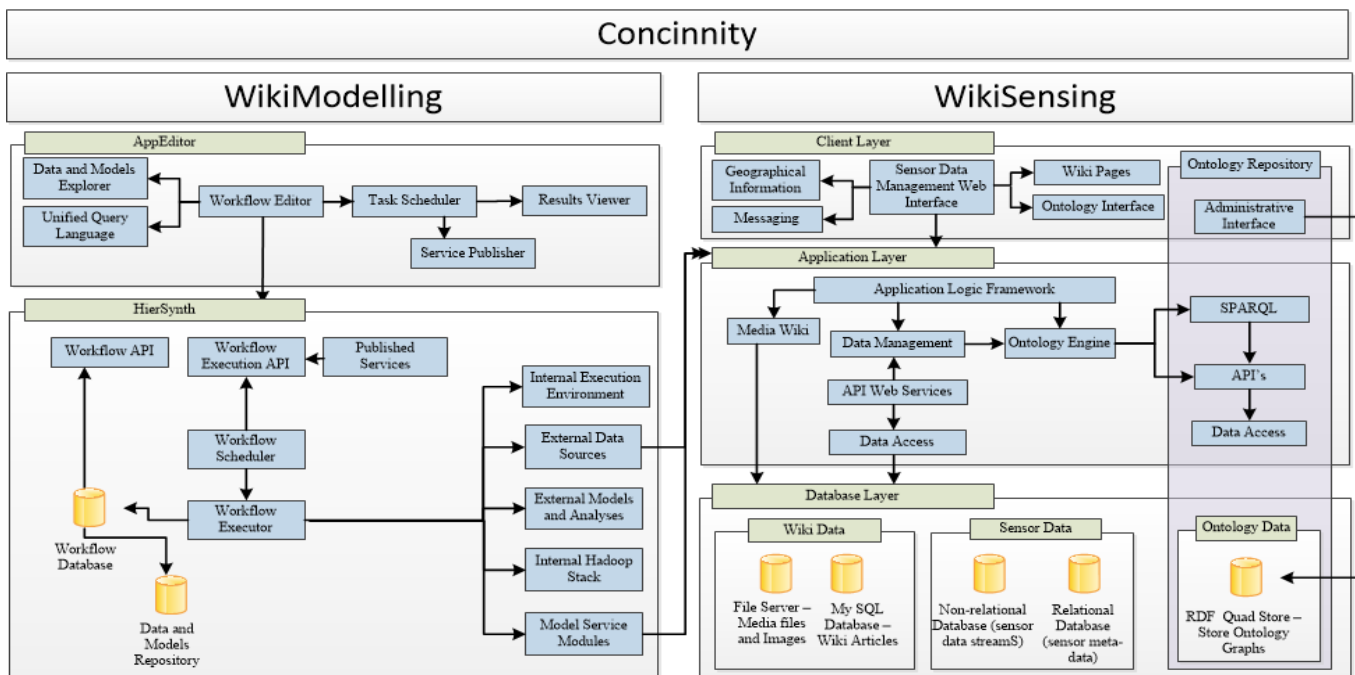 Concinnity
WikiModelling
AppEditor
Data and Models
Explorer
Unified Query
Language
Workflow Editor
Task Scheduler
Results Viewer
Service Publisher
HierSynth
Workflow API
Workflow
Execution API
Published
Services
Workflow
Scheduler
Workflow
Executor
Workflow
Database
Data and
Models
Repository
Internal Execution
Environment
External Data
Sources
External Models
and Analyses
Internal Hadoop
Stack
Model Service
Modules
WikiSensing
Client Layer
Geographical
Information
Messaging
Sensor Data
Management Web
Interface
Wiki Pages
Ontology Interface
Ontology Repository
Administrative
Interface
Application Layer
Application Logic Framework
Media Wiki
Data Management
Ontology Engine
API Web Services
Data Access
SPARQL
API's
Data Access
Database Layer
Wiki Data
File Server –
Media files
and Images
My SQL
Database –
Wiki Articles
Sensor Data
Non-relational
Database (sensor
data streamS)
Relational
Database
(sensor meta-
data)
Ontology Data
RDF Quad Store –
Store Ontology
Graphs